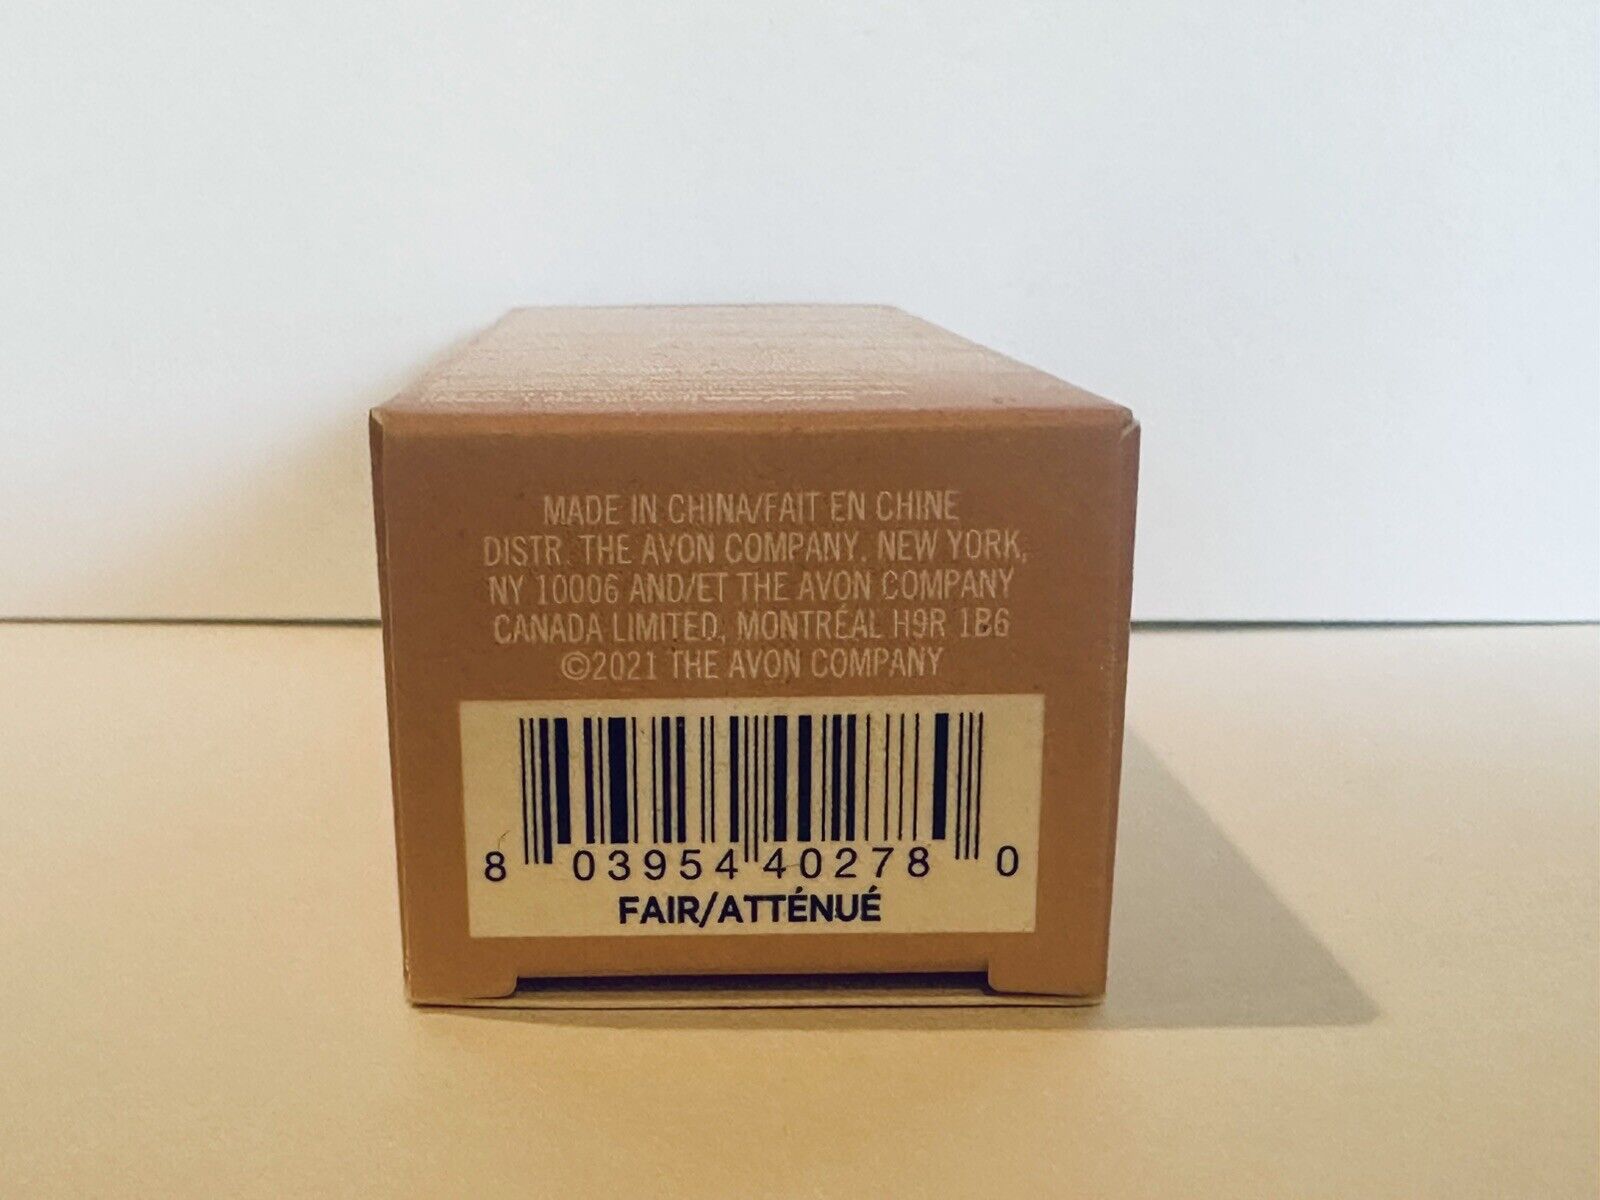 MADE IN CHINA/FAIT EN CHINE
DISTR. THE AVON COMPANY. NEW YORK,
NY 10006 AND/ET THE AVON COMPANY
CANADA LIMITED, MONTRÉAL H9R 1B6
©2021 THE AVON COMPANY
8 03954 40278 0
FAIR/ATTÉNUÉ